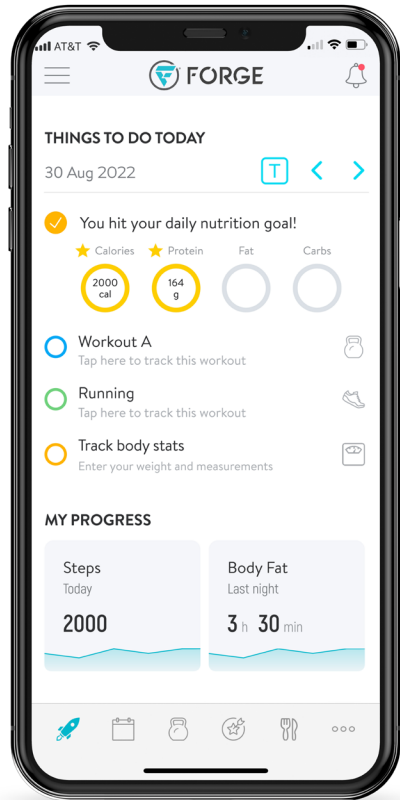 AT&T
FORGE
THINGS TO DO TODAY
30 Aug 2022
T
You hit your daily nutrition goal!
Calories Protein Fat Carbs
2000 164
cal g
Workout A
Tap here to track this workout
Running
Tap here to track this workout
Track body stats
Enter your weight and measurements
MY PROGRESS
Steps Body Fat
Today Last night
2000 3 h 30 min